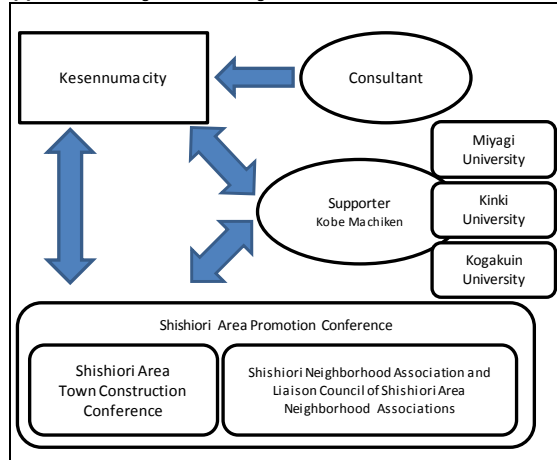 Kesennuma city
Consultant
Miyagi
University
Supporter
Kobe Machiken
Kinki
University
Kogakuin
University
Shishiori Area Promotion Conference
Shishiori Area
Town Construction
Conference
Shishiori Neighborhood Association and
Liaison Council of Shishiori Area
Neighborhood Associations